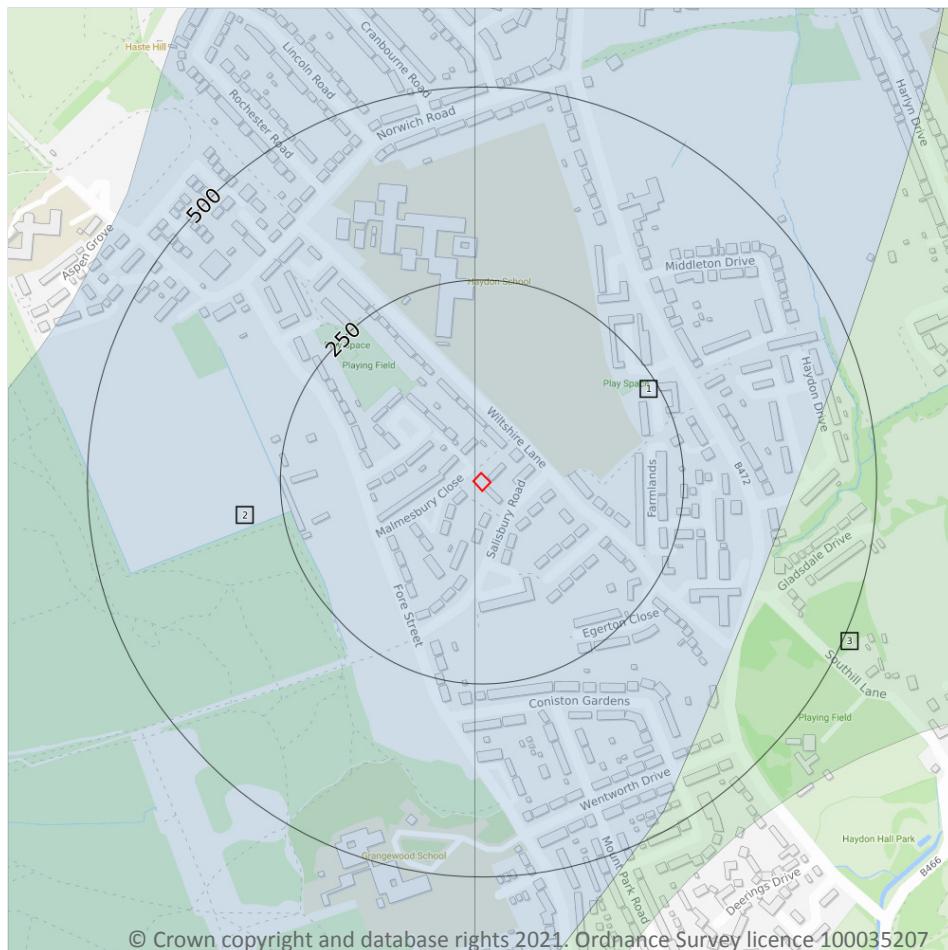 Haste Hill
Cranbourne Road
Lincoln Road
Rochester Road
Norwich Road
Harlyn Drive
500
Aspen Grove
Middleton Drive
Haydon School
250
Playing Field
Play Space
1
Haydon Drive
Wiltshire Lane
B472
Farmlands
Malmesbury Close
Salisbury Road
2
Gladsdale Drive
Fore Street
Egerton Close
3
Southill Lane
Coniston Gardens
Playing Field
Wentworth Drive
Haydon Hall Park
Grangewood School
Mount Park Road
Deerings Drive
B466
© Crown copyright and database rights 2021. Ordnance Survey licence 100035207